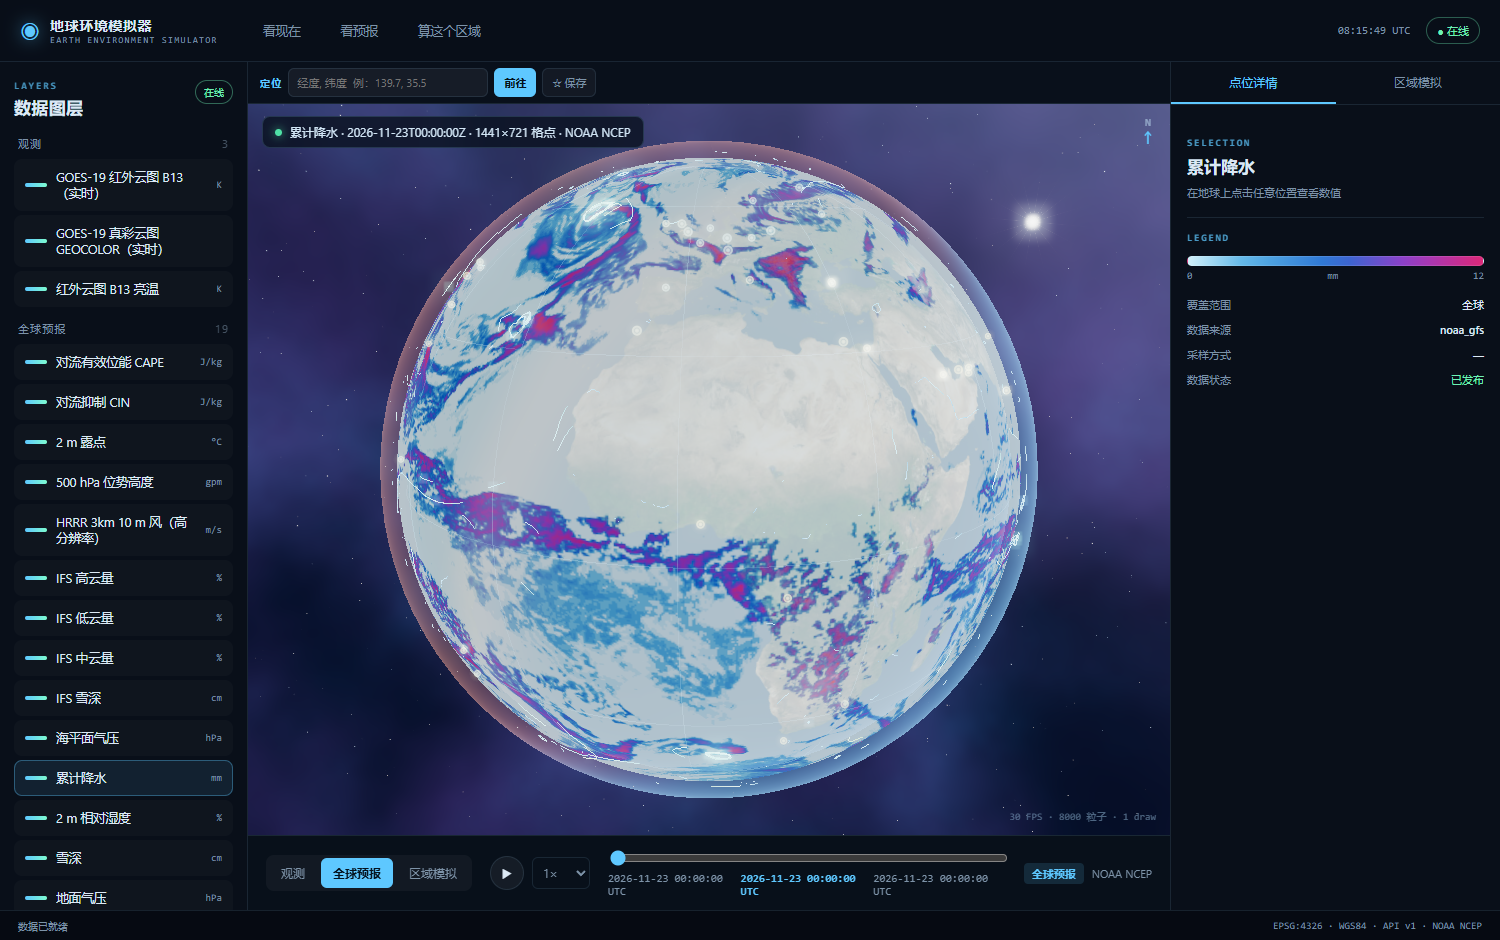 地球环境模拟器
EARTH ENVIRONMENT SIMULATOR
看现在
看预报
算这个区域
08:15:49 UTC
在线
LAYERS
数据图层
在线
观测 3
GOES-19 红外云图 B13
（实时） K
GOES-19 真彩云图
GEOCOLOR（实时） K
红外云图 B13 亮温 K
全球预报 19
对流有效位能 CAPE J/kg
对流抑制 CIN J/kg
2 m 露点 °C
500 hPa 位势高度 gpm
HRRR 3km 10 m 风（高
分辨率） m/s
IFS 高云量 %
IFS 低云量 %
IFS 中云量 %
IFS 雪深 cm
海平面气压 hPa
累计降水 mm
2 m 相对湿度 %
雪深 cm
地面气压 hPa
定位
经度, 纬度 例：139.7, 35.5
前往
☆ 保存
累计降水 · 2026-11-23T00:00:00Z · 1441×721 格点 · NOAA NCEP
N
30 FPS · 8000 粒子 · 1 draw
观测
全球预报
区域模拟
1×
2026-11-23 00:00:00
UTC
2026-11-23 00:00:00
UTC
2026-11-23 00:00:00
UTC
全球预报
NOAA NCEP
点位详情
区域模拟
SELECTION
累计降水
在地球上点击任意位置查看数值
LEGEND
0 mm 12
覆盖范围 全球
数据来源 noaa_gfs
采样方式 —
数据状态 已发布
数据已就绪
EPSG:4326 · WGS84 · API v1 · NOAA NCEP